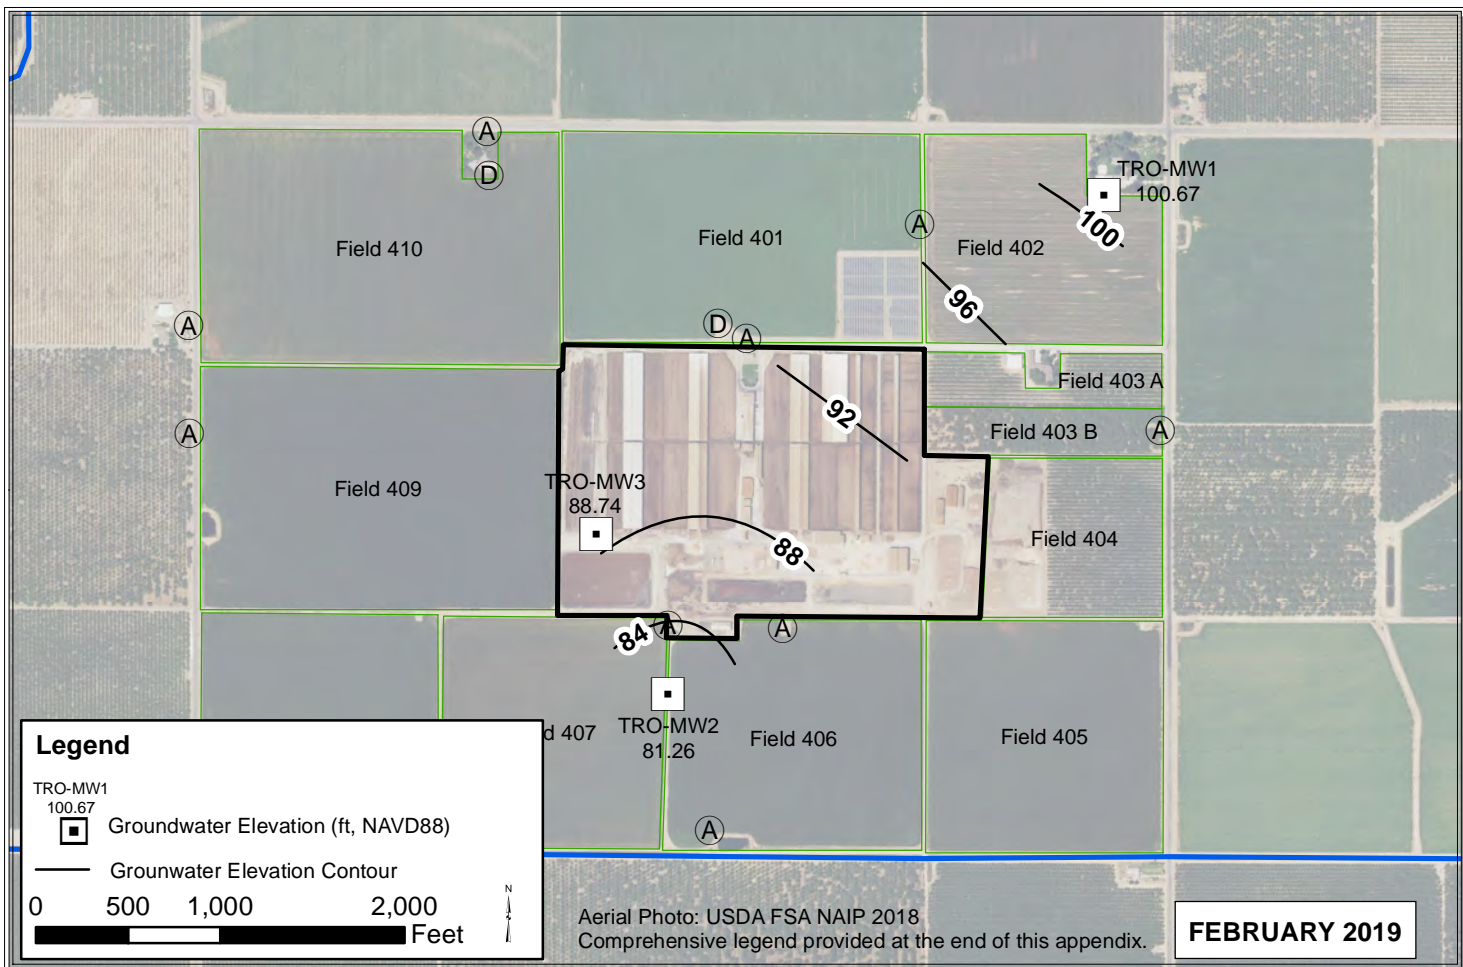 A
D
TRO-MW1
100.67
A
Field 410
Field 401
Field 402
100
96
A
D
A
Field 403 A
92
A
Field 403 B
A
TRO-MW3
88.74
Field 409
88
Field 404
84
A
A
d 407
TRO-MW2
81.26
Field 406
Field 405
A
Legend
TRO-MW1
100.67
Groundwater Elevation (ft, NAVD88)
Grounwater Elevation Contour
0 500 1,000 2,000
Feet
N
Aerial Photo: USDA FSA NAIP 2018
Comprehensive legend provided at the end of this appendix.
FEBRUARY 2019